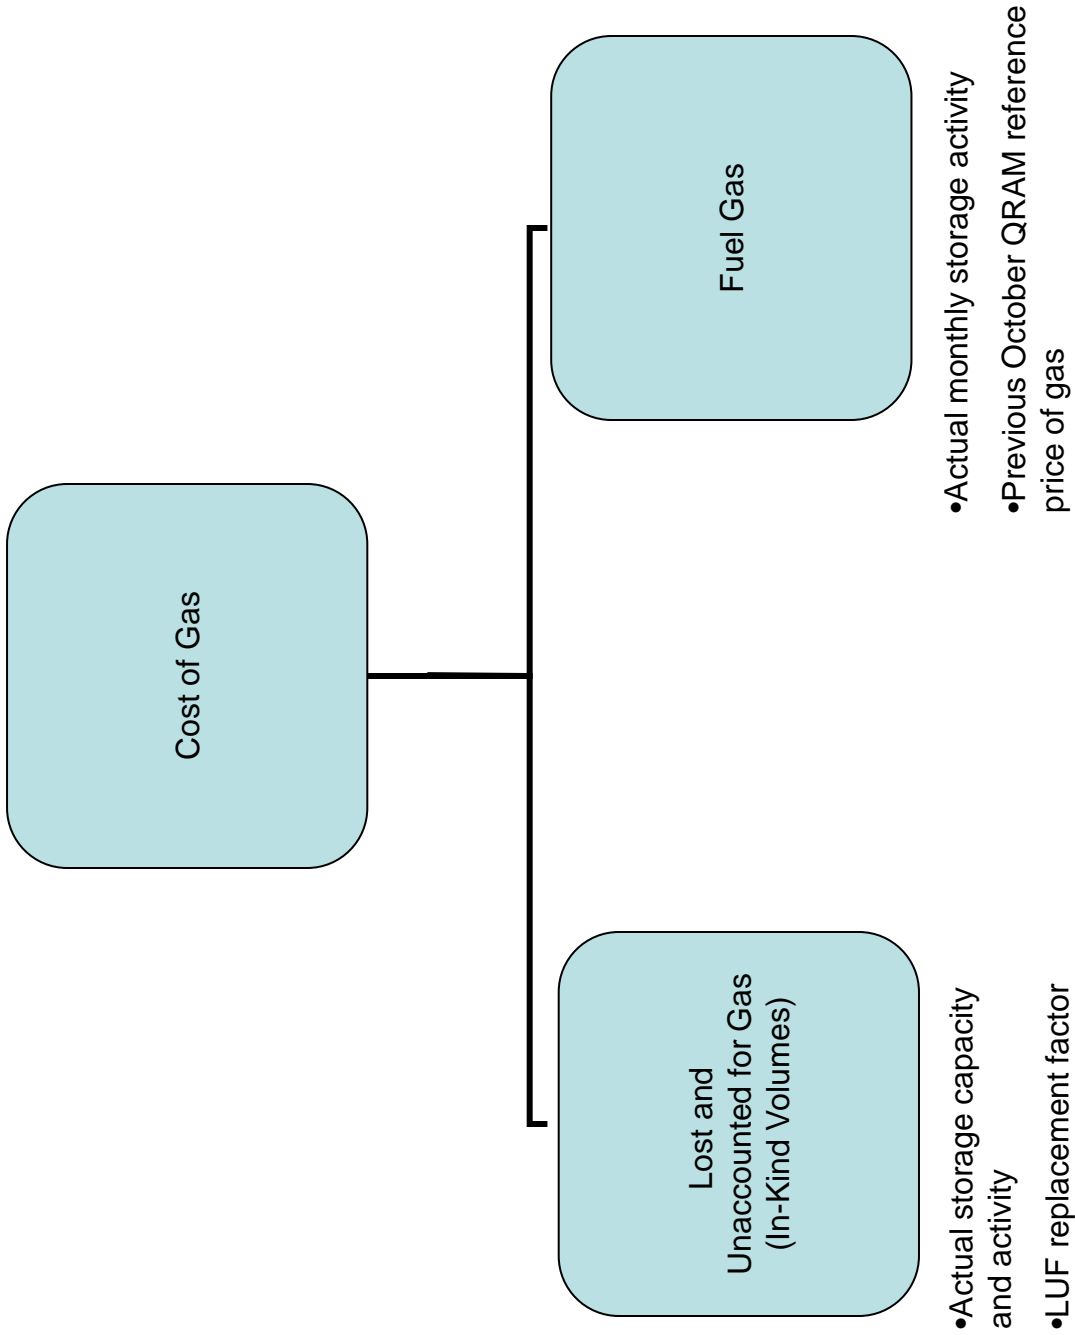 Cost of Gas
Lost and
Unaccounted for Gas
(In-Kind Volumes)
•Actual storage capacity
and activity
•LUF replacement factor
Fuel Gas
•Actual monthly storage activity
•Previous October QRAM reference
price of gas